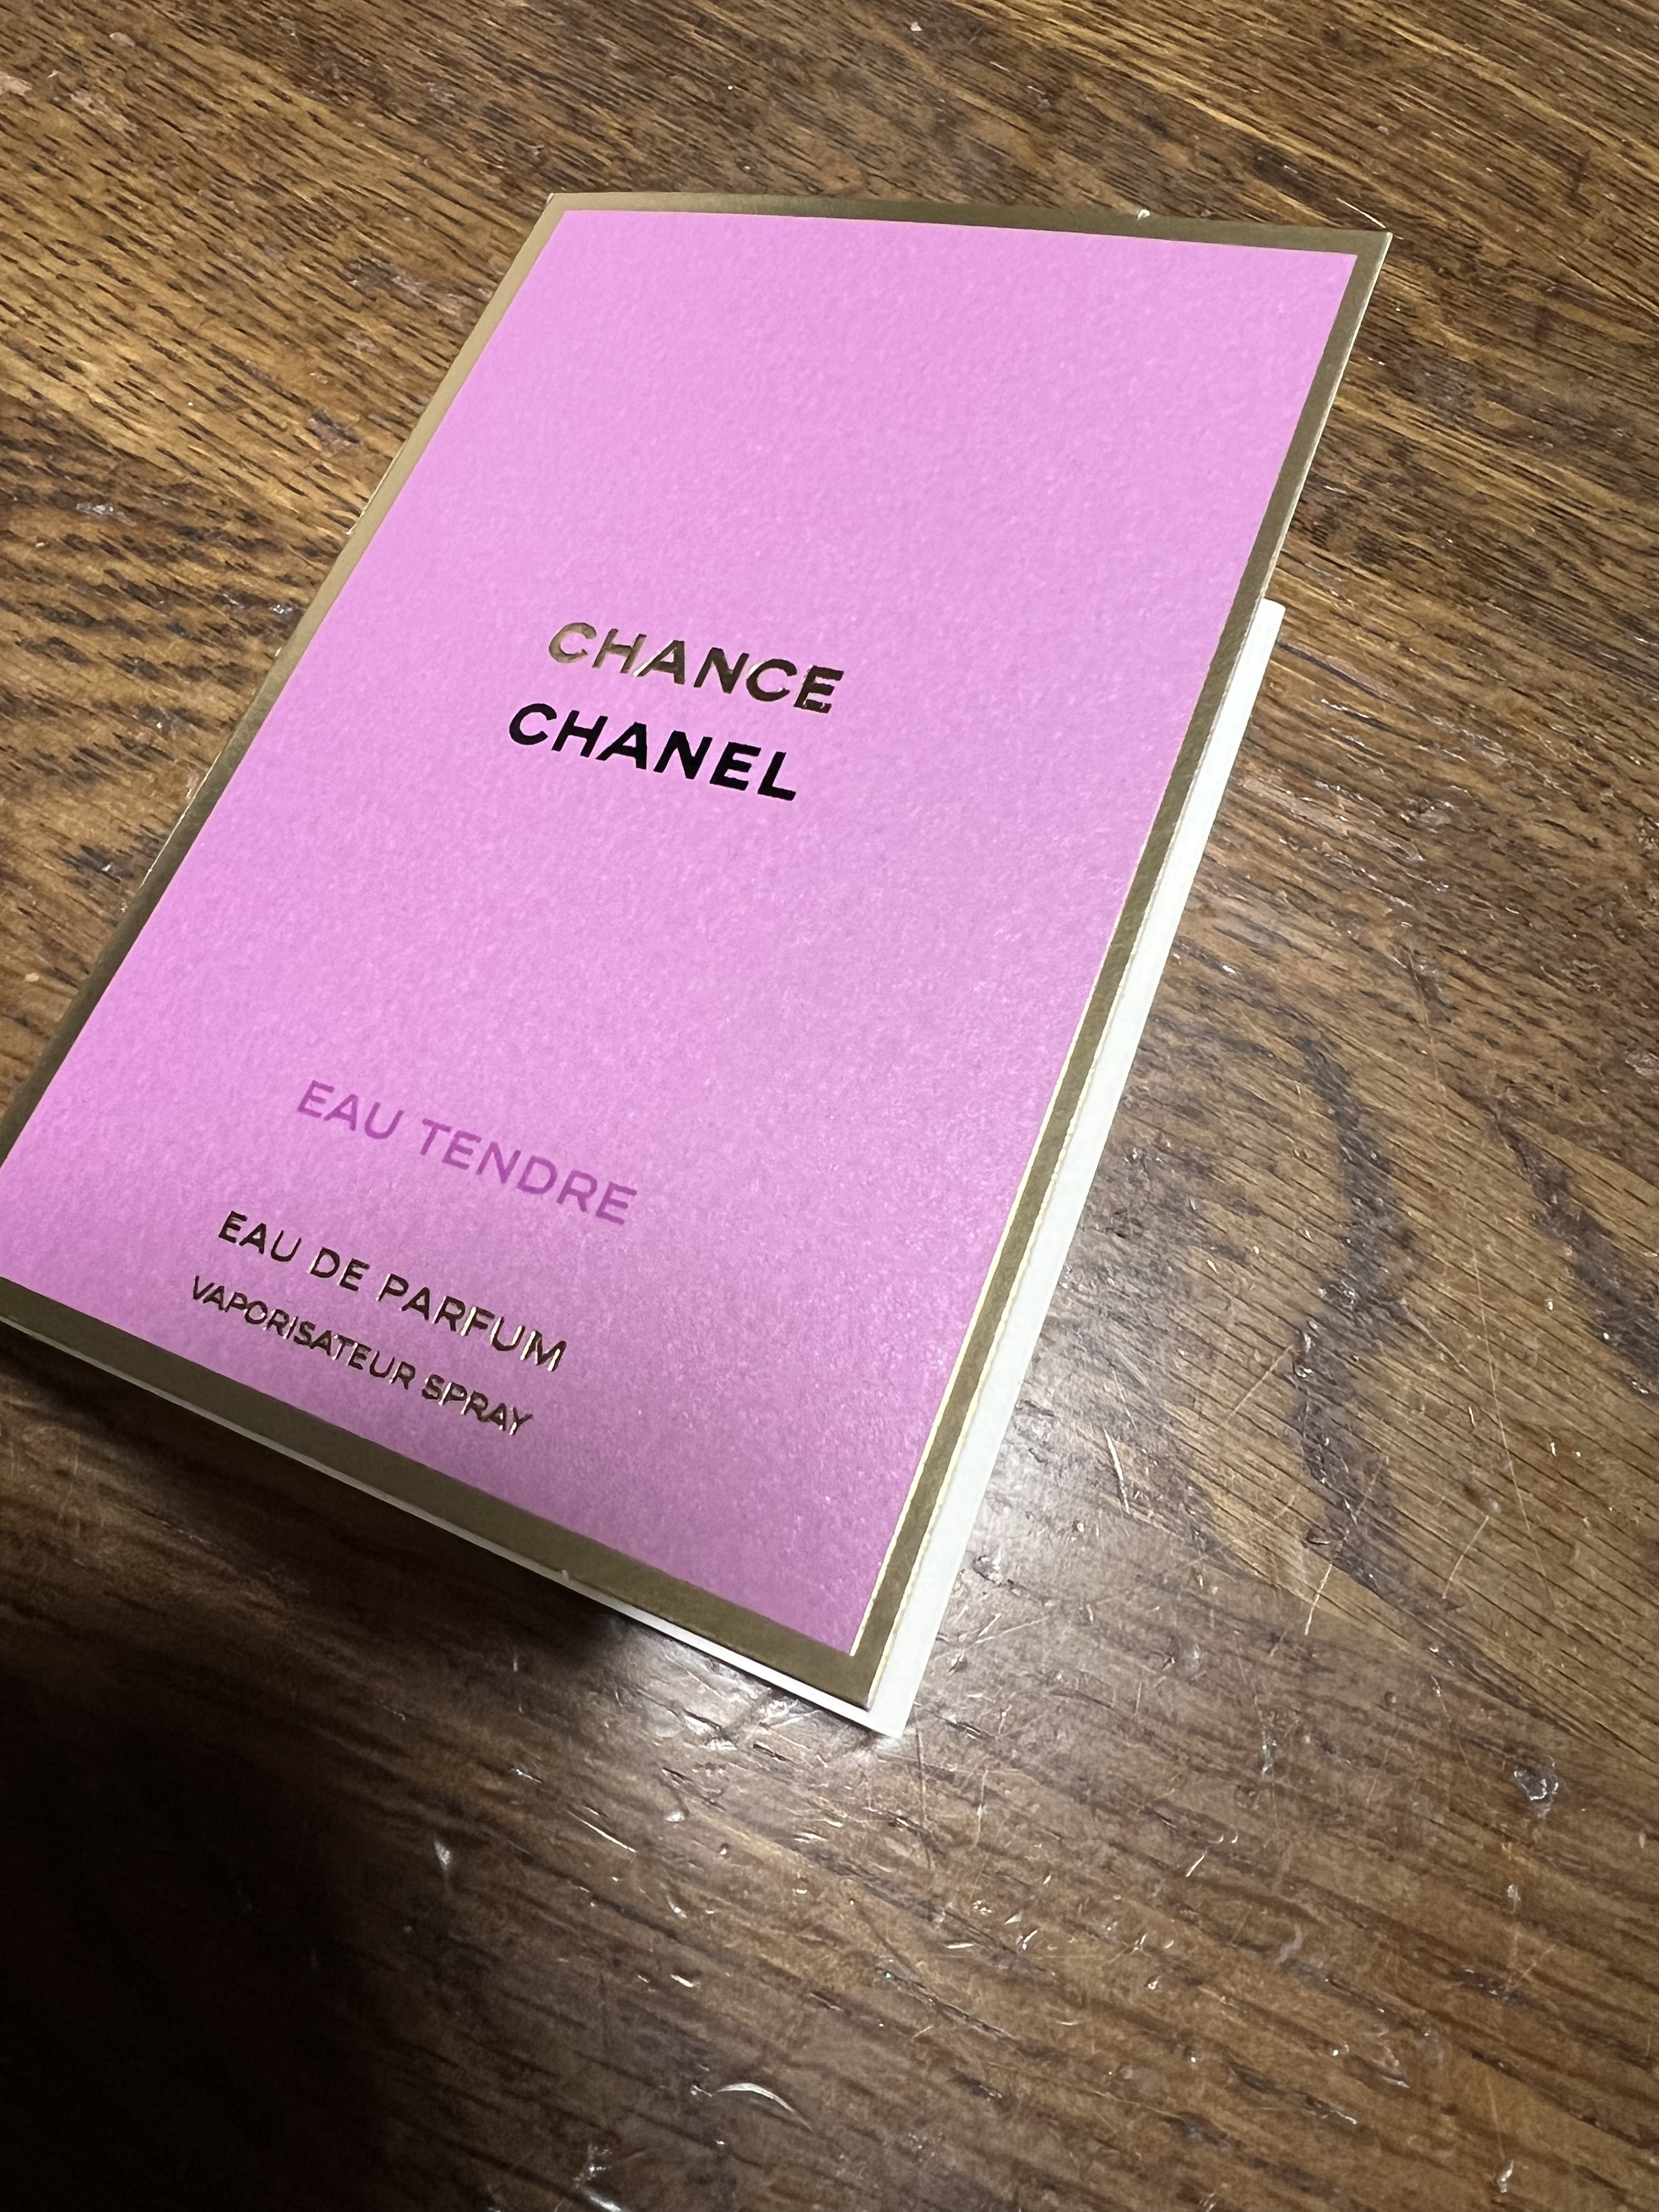 CHANCE
CHANEL
EAU TENDRE
EAU DE PARFUM
VAPORISATEUR SPRAY